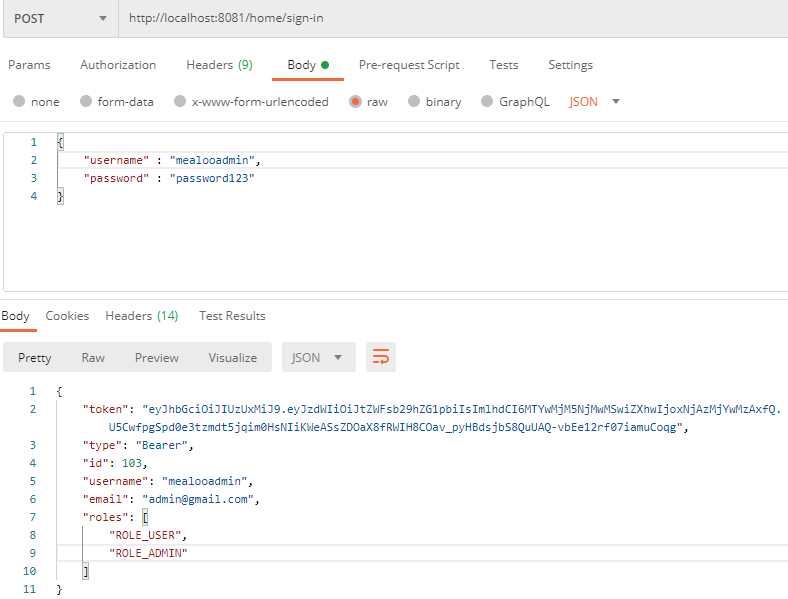 POST http://localhost:8081/home/sign-in
Params Authorization Headers (9) Body Pre-request Script Tests Settings
none form-data x-www-form-urlencoded raw binary GraphQL JSON
1 {
2 "username" : "mealooadmin",
3 "password" : "password123"
4 }
Body Cookies Headers (14) Test Results
Pretty Raw Preview Visualize JSON
1 {
2 "token": "eyJhbGciOiJIUzUxMiJ9.eyJzdWIiOiJtZWFsb29hZG1pbiIsImlhdCI6MTYwMjM5NjMwMSwiZXhwIjoxNjAzMjYwMzAxfQ.
U5CwfpgSpd0e3tzmdt5jqim0HsNIiKWeASsZDOaX8fRWIH8COav_pyHBdsjbS8QuUAQ-vbEe12rf07iamuCoqg",
3 "type": "Bearer",
4 "id": 103,
5 "username": "mealooadmin",
6 "email": "admin@gmail.com",
7 "roles": [
8 "ROLE_USER",
9 "ROLE_ADMIN"
10 ]
11 }